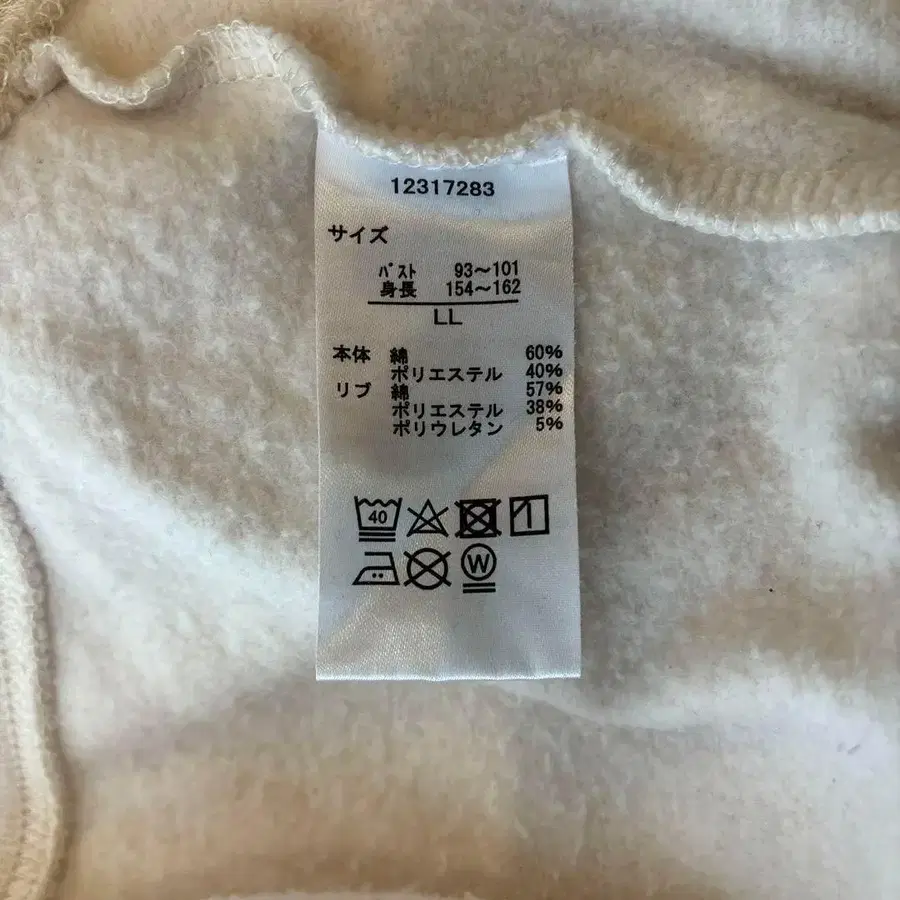 12317283
サイズ
バスト 93〜101
身長 154〜162
LL
本体 綿 60%
ポリエステル 40%
リブ 綿 57%
ポリエステル 38%
ポリウレタン 5%
40
W